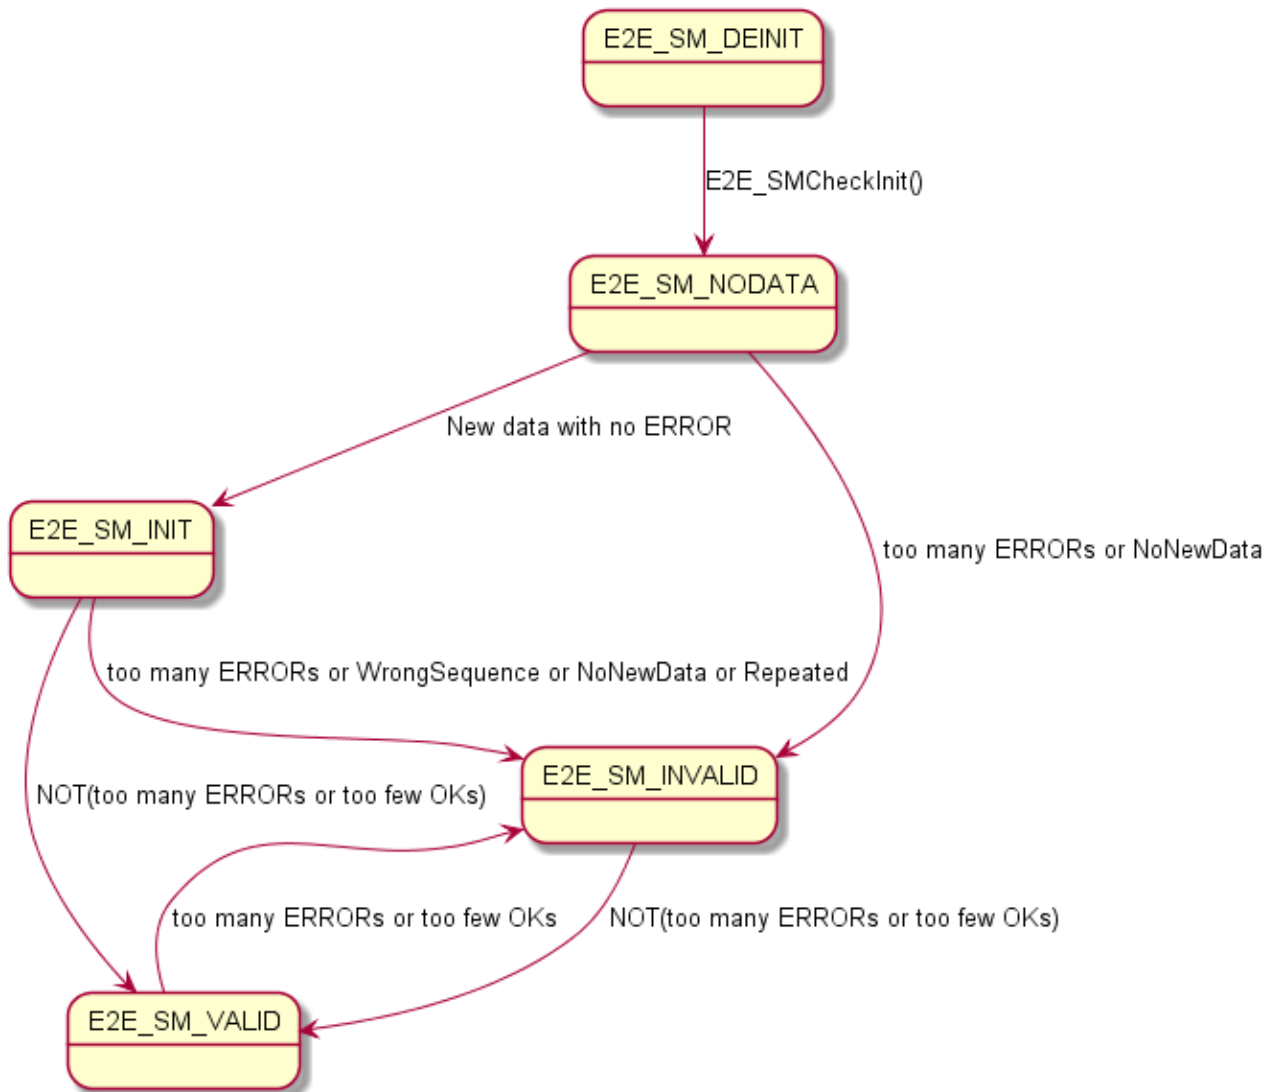 E2E_SM_DEINIT
E2E_SMCheckInit()
E2E_SM_NODATA
New data with no ERROR
E2E_SM_INIT
too many ERRORs or NoNewData
too many ERRORs or WrongSequence or NoNewData or Repeated
E2E_SM_INVALID
NOT(too many ERRORs or too few OKs)
too many ERRORs or too few OKs
NOT(too many ERRORs or too few OKs)
E2E_SM_VALID